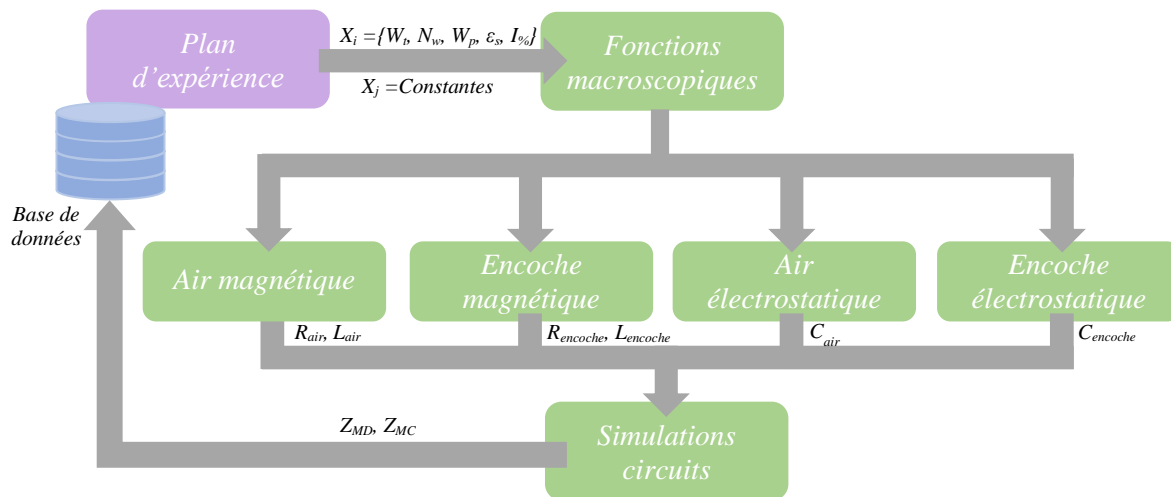 Plan
d'expérience
X_i ={W_t, N_w, W_p, ε_s, I_%}
X_j =Constantes
Fonctions
macroscopiques
Base de
données
Air magnétique
Encoche
magnétique
Air
électrostatique
Encoche
électrostatique
R_air, L_air
R_encoche, L_encoche
C_air
C_encoche
Z_MD, Z_MC
Simulations
circuits